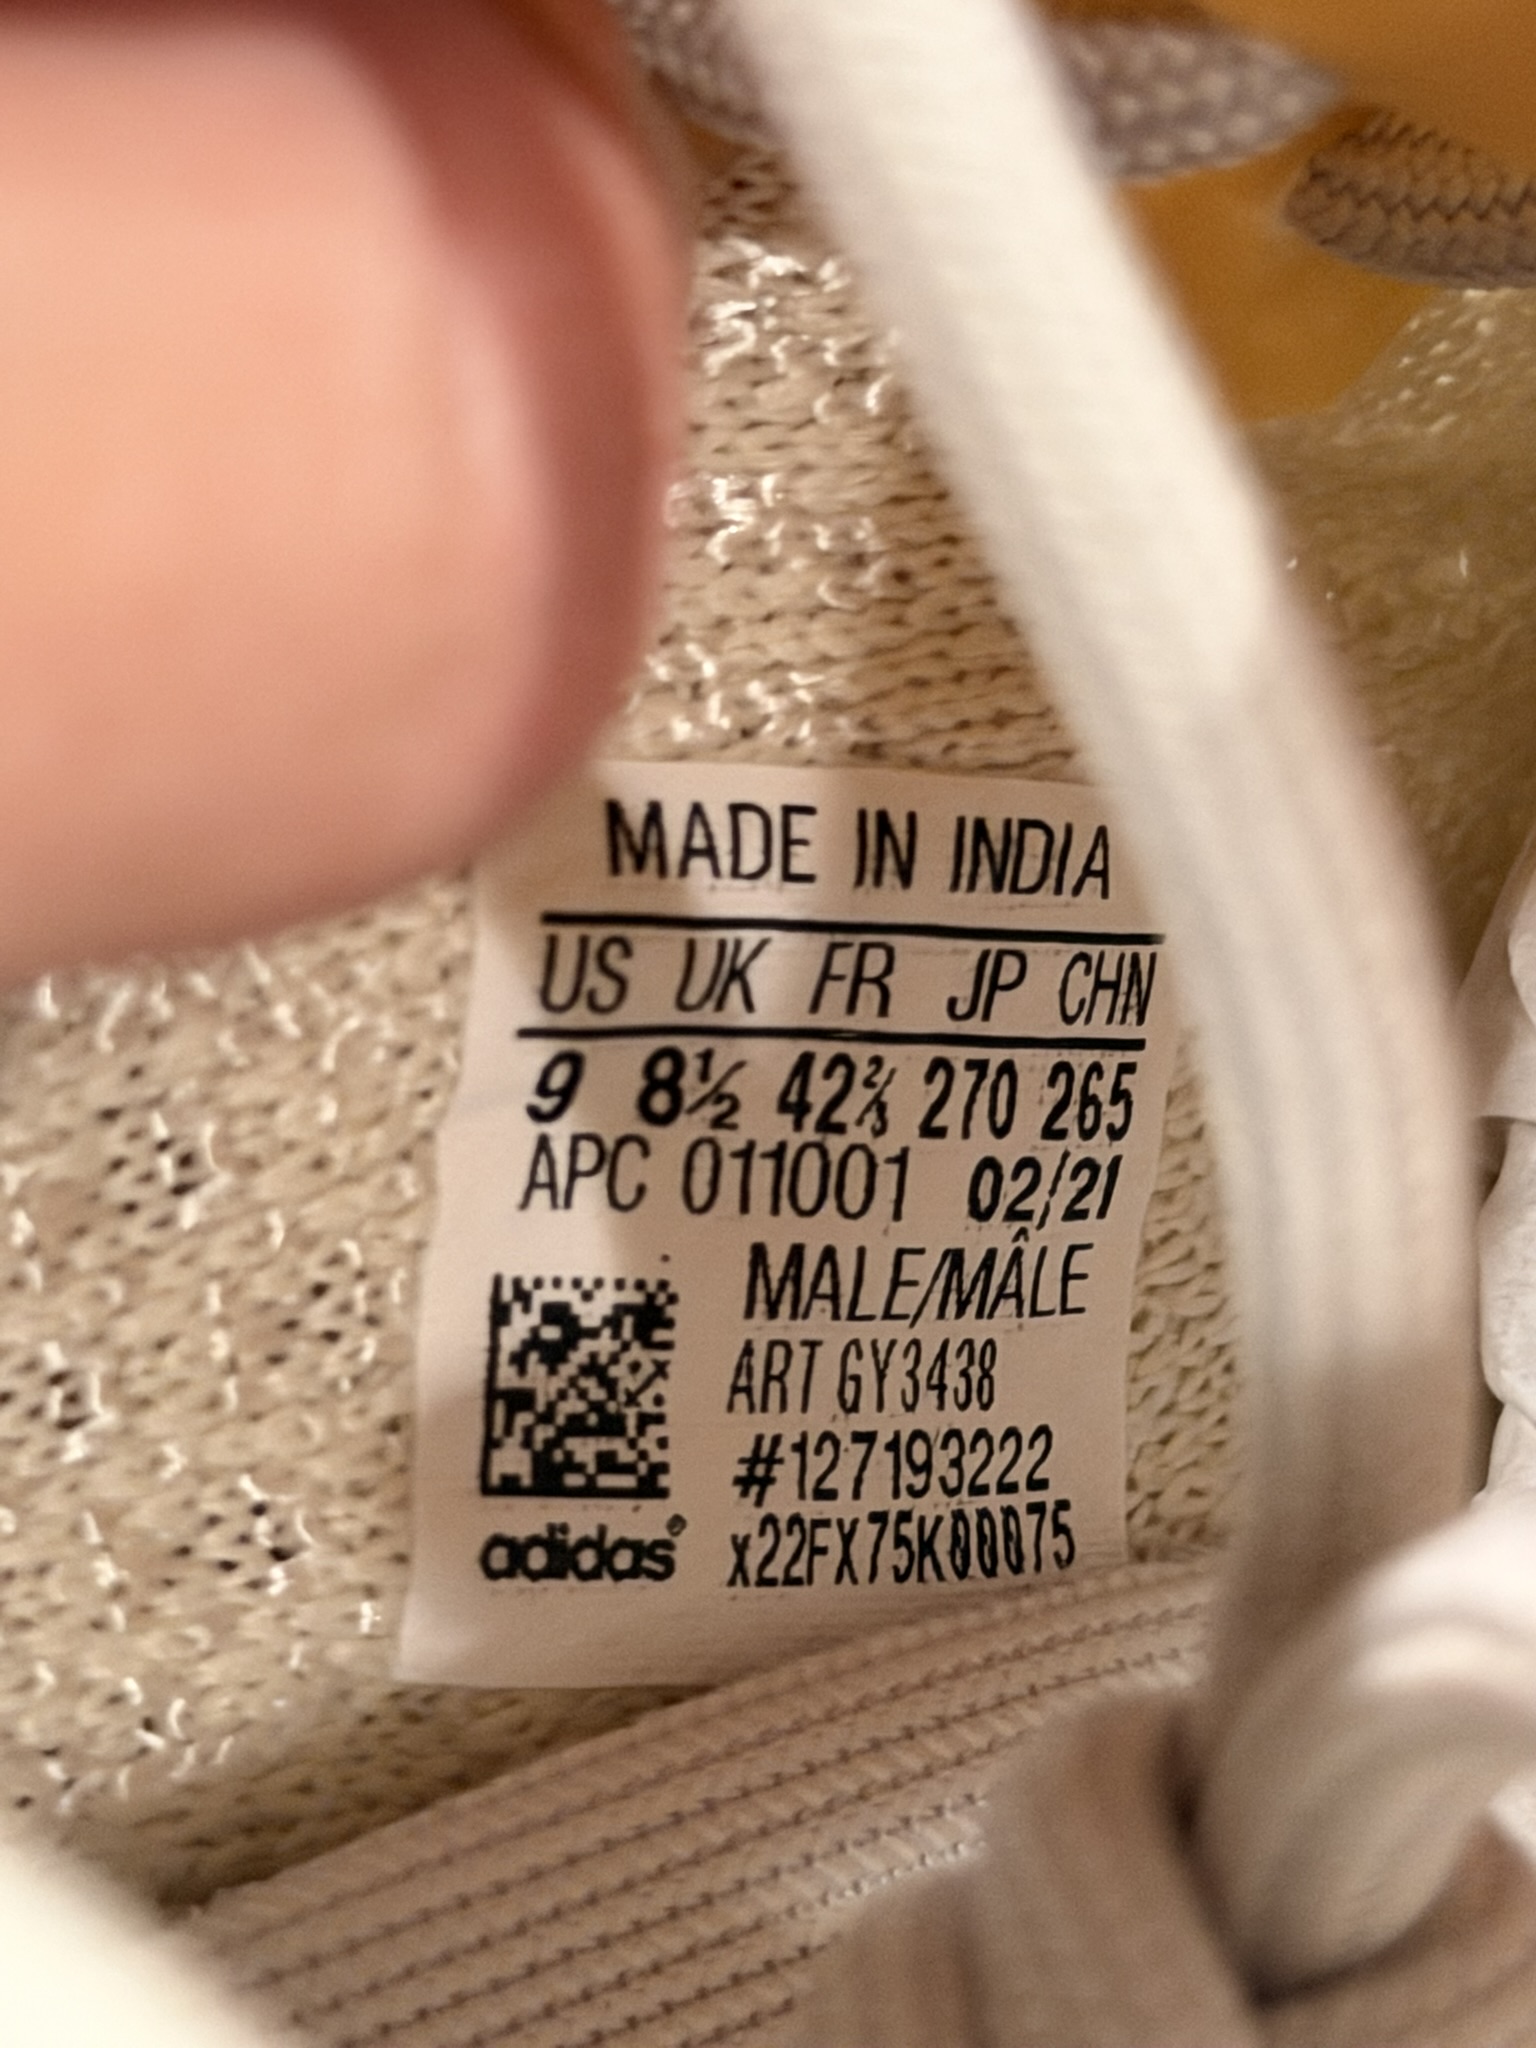 MADE IN INDIA
US UK FR JP CHN
9 8½ 42⅔ 270 265
APC 011001 02/21
MALE/MÂLE
ART GY3438
#127193222
x22FX75K00075
adidas®